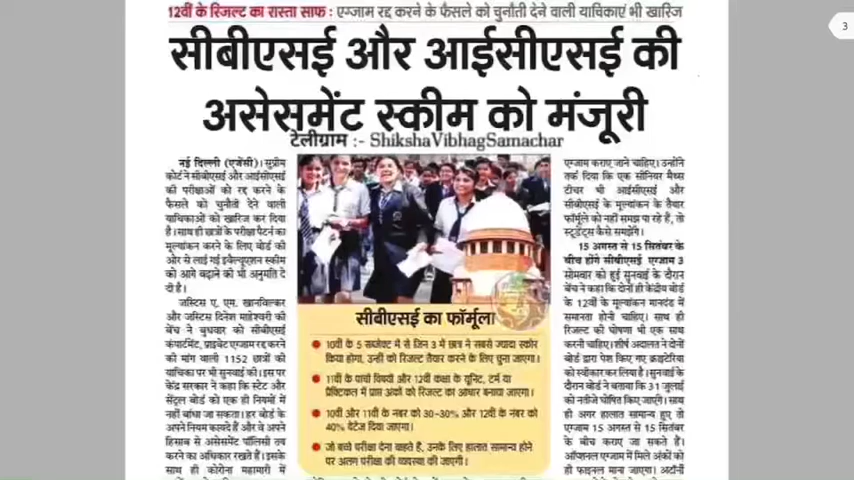 3
12वीं के रिजल्ट का रास्ता साफ : एग्जाम रद्द करने के फैसले को चुनौती देने वाली याचिकाएं भी खारिज
सीबीएसई और आईसीएसई की
असेसमेंट स्कीम को मंजूरी
टेलीग्राम :- ShikshaVibhagSamachar
नई दिल्ली (एजेंसी)। सुप्रीम
कोर्ट ने सीबीएसई और आईसीएसई
की परीक्षाओं को रद्द करने के
फैसले को चुनौती देने वाली
याचिकाओं को खारिज कर दिया
है। साथ ही छात्रों के परीक्षा पैटर्न का
मूल्यांकन करने के लिए बोर्ड की
ओर से लाई गई इवैल्यूएशन स्कीम
को आगे बढ़ाने की भी अनुमति दे
दी है।
जस्टिस ए. एम. खानविल्कर
और जस्टिस दिनेश माहेश्वरी की
बेंच ने बुधवार को सीबीएसई
कंपार्टमेंट, प्राइवेट एग्जाम रद्द करने
की मांग वाली 1152 छात्रों की
याचिका पर भी सुनवाई की। इस पर
केंद्र सरकार ने कहा कि स्टेट और
सेंट्रल बोर्ड को एक ही नियमों में
नहीं बांधा जा सकता। हर बोर्ड के
अपने नियम कायदे हैं और वे अपने
हिसाब से असेसमेंट पॉलिसी तय
करने का अधिकार रखते हैं। इसके
साथ ही कोरोना महामारी में
सीबीएसई का फॉर्मूला
10वीं के 5 सब्जेक्ट में से जिन 3 में छात्र ने सबसे ज्यादा स्कोर
किया होगा, उन्हीं को रिजल्ट तैयार करने के लिए चुना जाएगा।
11वीं के पांचों विषयों और 12वीं कक्षा के यूनिट, टर्म या
प्रैक्टिकल में प्राप्त अंकों को रिजल्ट का आधार बनाया जाएगा।
10वीं और 11वीं के नंबर को 30-30% और 12वीं के नंबर को
40% वेटेज दिया जाएगा।
जो बच्चे परीक्षा देना चाहते हैं, उनके लिए हालात सामान्य होने
पर अलग परीक्षा की व्यवस्था की जाएगी।
एग्जाम कराए जाने चाहिए। उन्होंने
तर्क दिया कि एक सीनियर मैथ्स
टीचर भी आईसीएसई और
सीबीएसई के मूल्यांकन के तैयार
फॉर्मूले को नहीं समझ पा रहे हैं, तो
स्टूडेंट्स कैसे समझेंगे।
15 अगस्त से 15 सितंबर के
बीच होंगे सीबीएसई एग्जाम 3
सोमवार को हुई सुनवाई के दौरान
बेंच ने कहा कि दोनों ही केंद्रीय बोर्ड
के 12वीं के मूल्यांकन मानदंड में
समानता होनी चाहिए। साथ ही
रिजल्ट की घोषणा भी एक साथ
करनी चाहिए। शीर्ष अदालत ने दोनों
बोर्ड द्वारा पेश किए गए क्राइटेरिया
को स्वीकार कर लिया है। सुनवाई के
दौरान बोर्ड ने बताया कि 31 जुलाई
को नतीजे घोषित किए जाएंगे। साथ
ही अगर हालात सामान्य हुए तो
एग्जाम 15 अगस्त से 15 सितंबर
के बीच कराए जा सकते हैं।
ऑप्शनल एग्जाम में मिले अंकों को
ही फाइनल माना जाएगा। अटॉर्नी